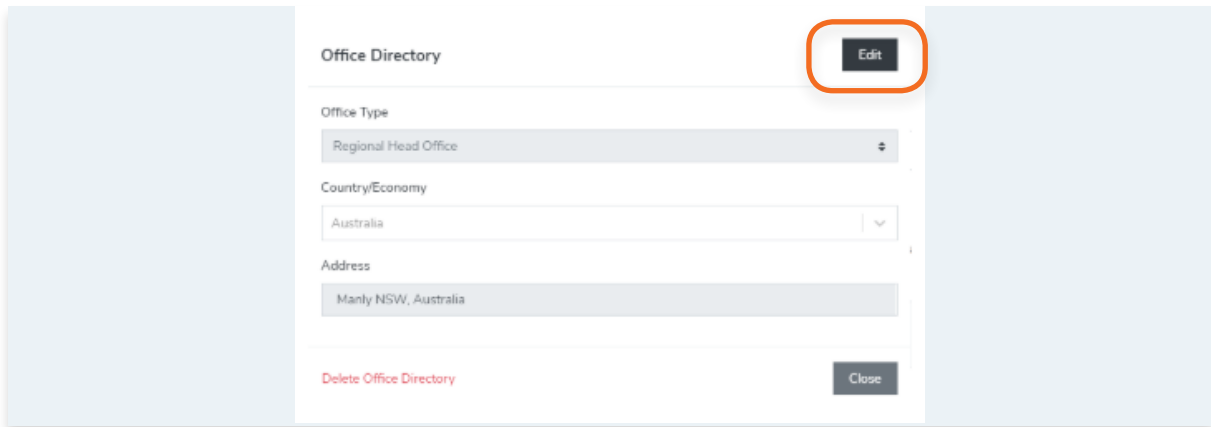 Office Directory
Edit
Office Type
Regional Head Office
Country/Economy
Australia
Address
Manly NSW, Australia
Delete Office Directory
Close